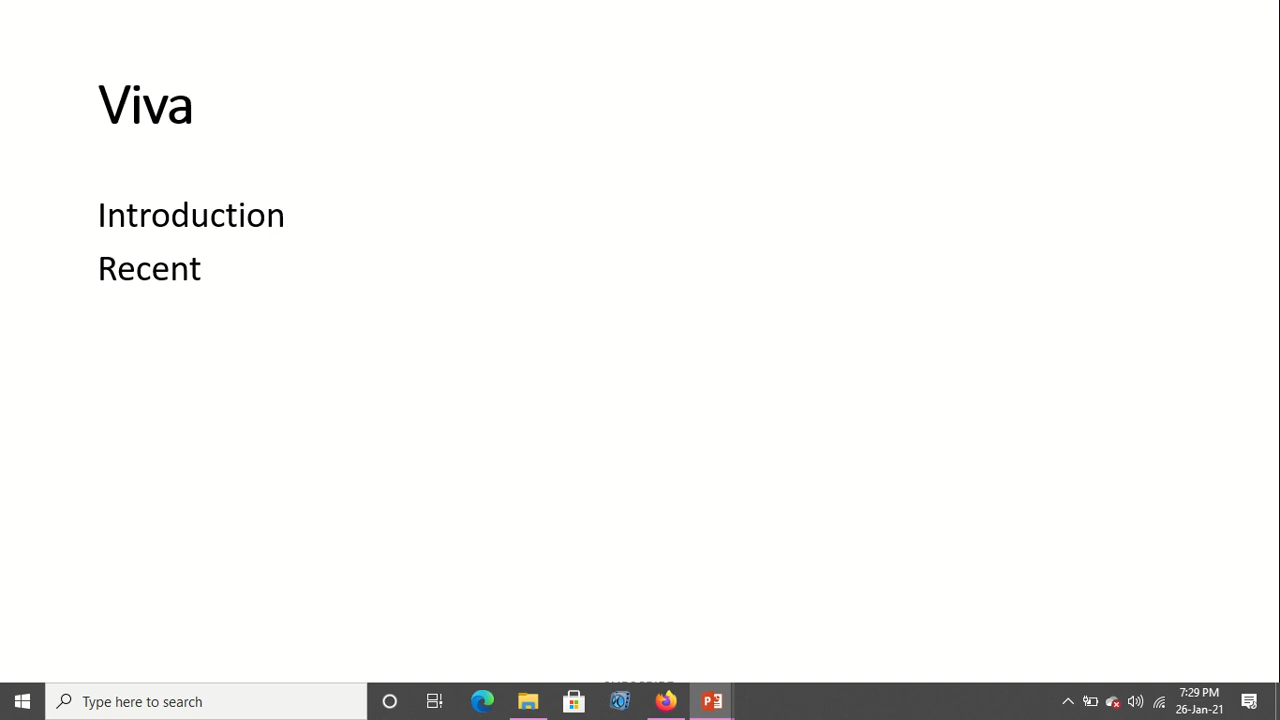 Viva
Introduction
Recent
Type here to search
7:29 PM
26-Jan-21